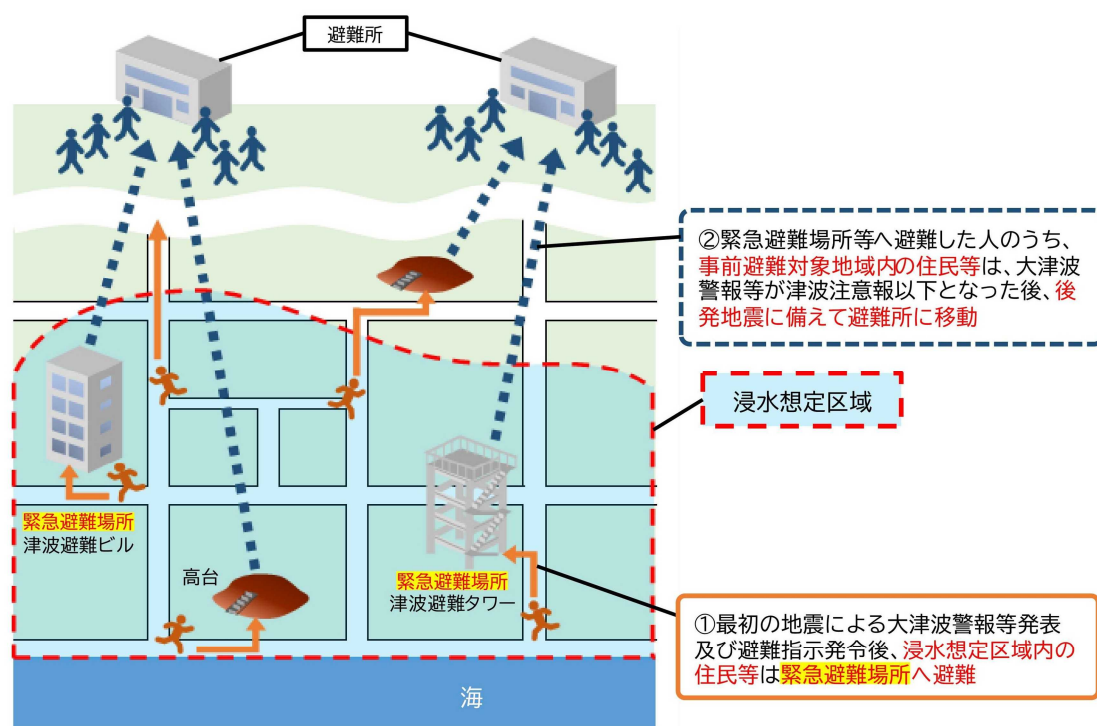 避難所
②緊急避難場所等へ避難した人のうち、
事前避難対象地域内の住民等は、大津波
警報等が津波注意報以下となった後、後
発地震に備えて避難所に移動
浸水想定区域
緊急避難場所
津波避難ビル
高台
緊急避難場所
津波避難タワー
①最初の地震による大津波警報等発表
及び避難指示発令後、浸水想定区域内の
住民等は緊急避難場所へ避難
海